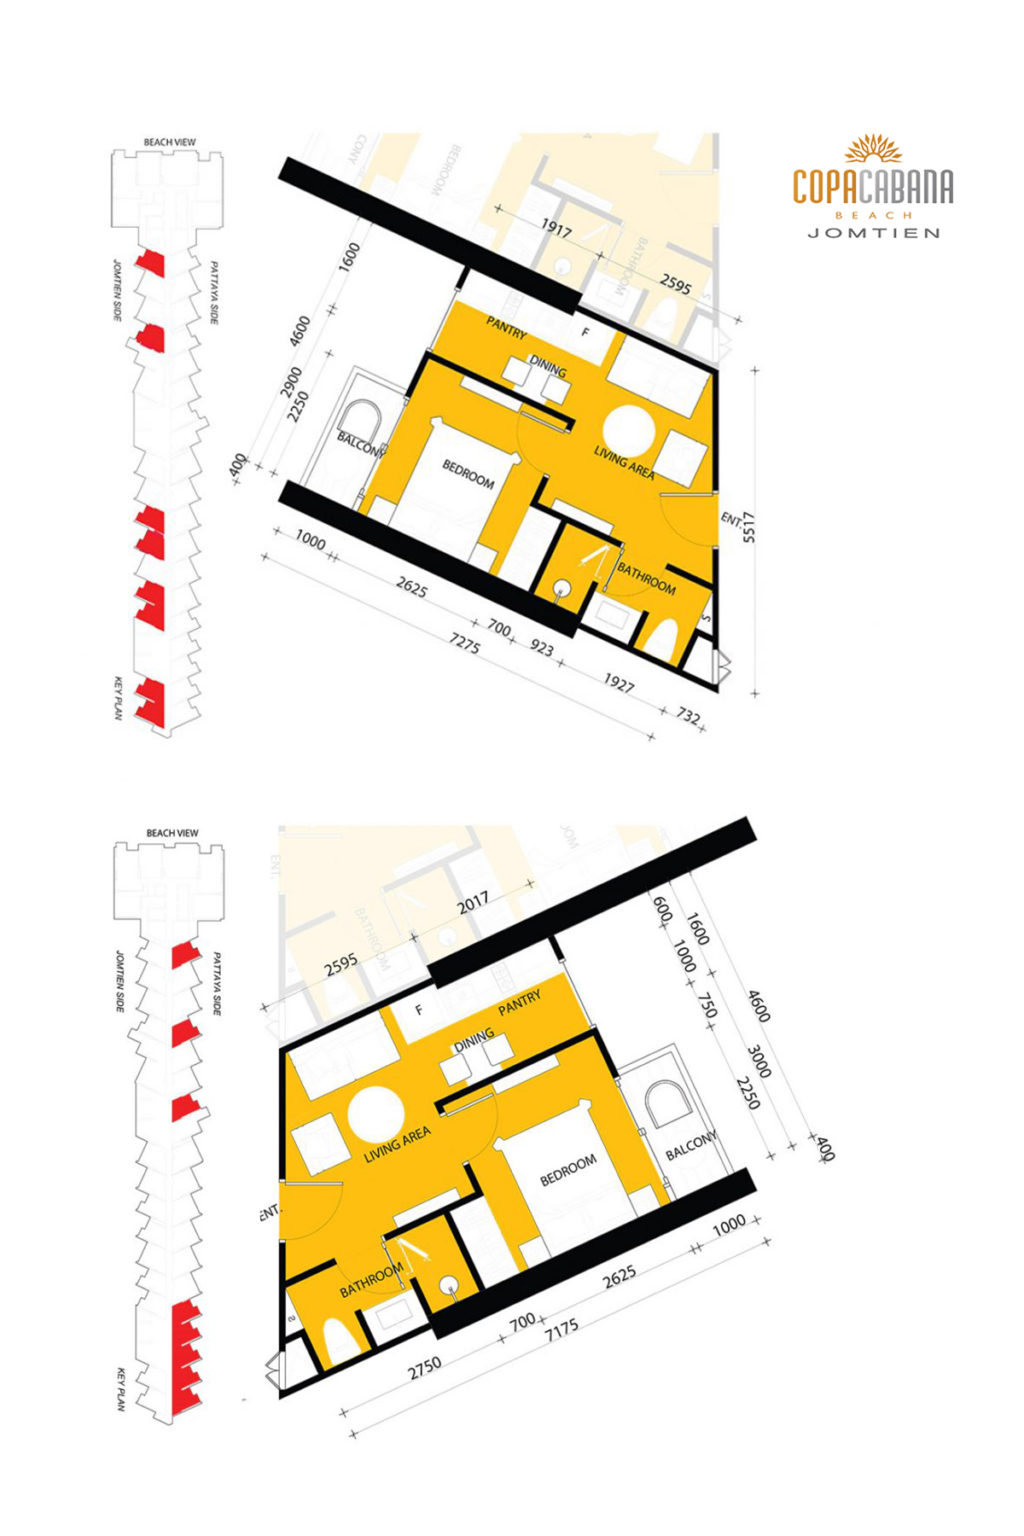 COPACABANA
BEACH
JOMTIEN
BEACH VIEW
JOMTIEN SIDE
PATTAYA SIDE
KEY PLAN
CONY
BEDROOM
1917
2595
BATHROOM
1600
4600
2900
2250
400
PANTRY
F
DINING
LIVING AREA
BALCONY
BEDROOM
ENT.
5517
BATHROOM
S
1000
2625
700
923
7275
1927
732
BEACH VIEW
JOMTIEN SIDE
PATTAYA SIDE
KEY PLAN
ENT.
BATHROOM
OOM
2017
2595
600
1600
1000
4600
750
3000
2250
400
F
PANTRY
DINING
LIVING AREA
BEDROOM
BALCONY
ENT.
BATHROOM
S
1000
2625
700
7175
2750